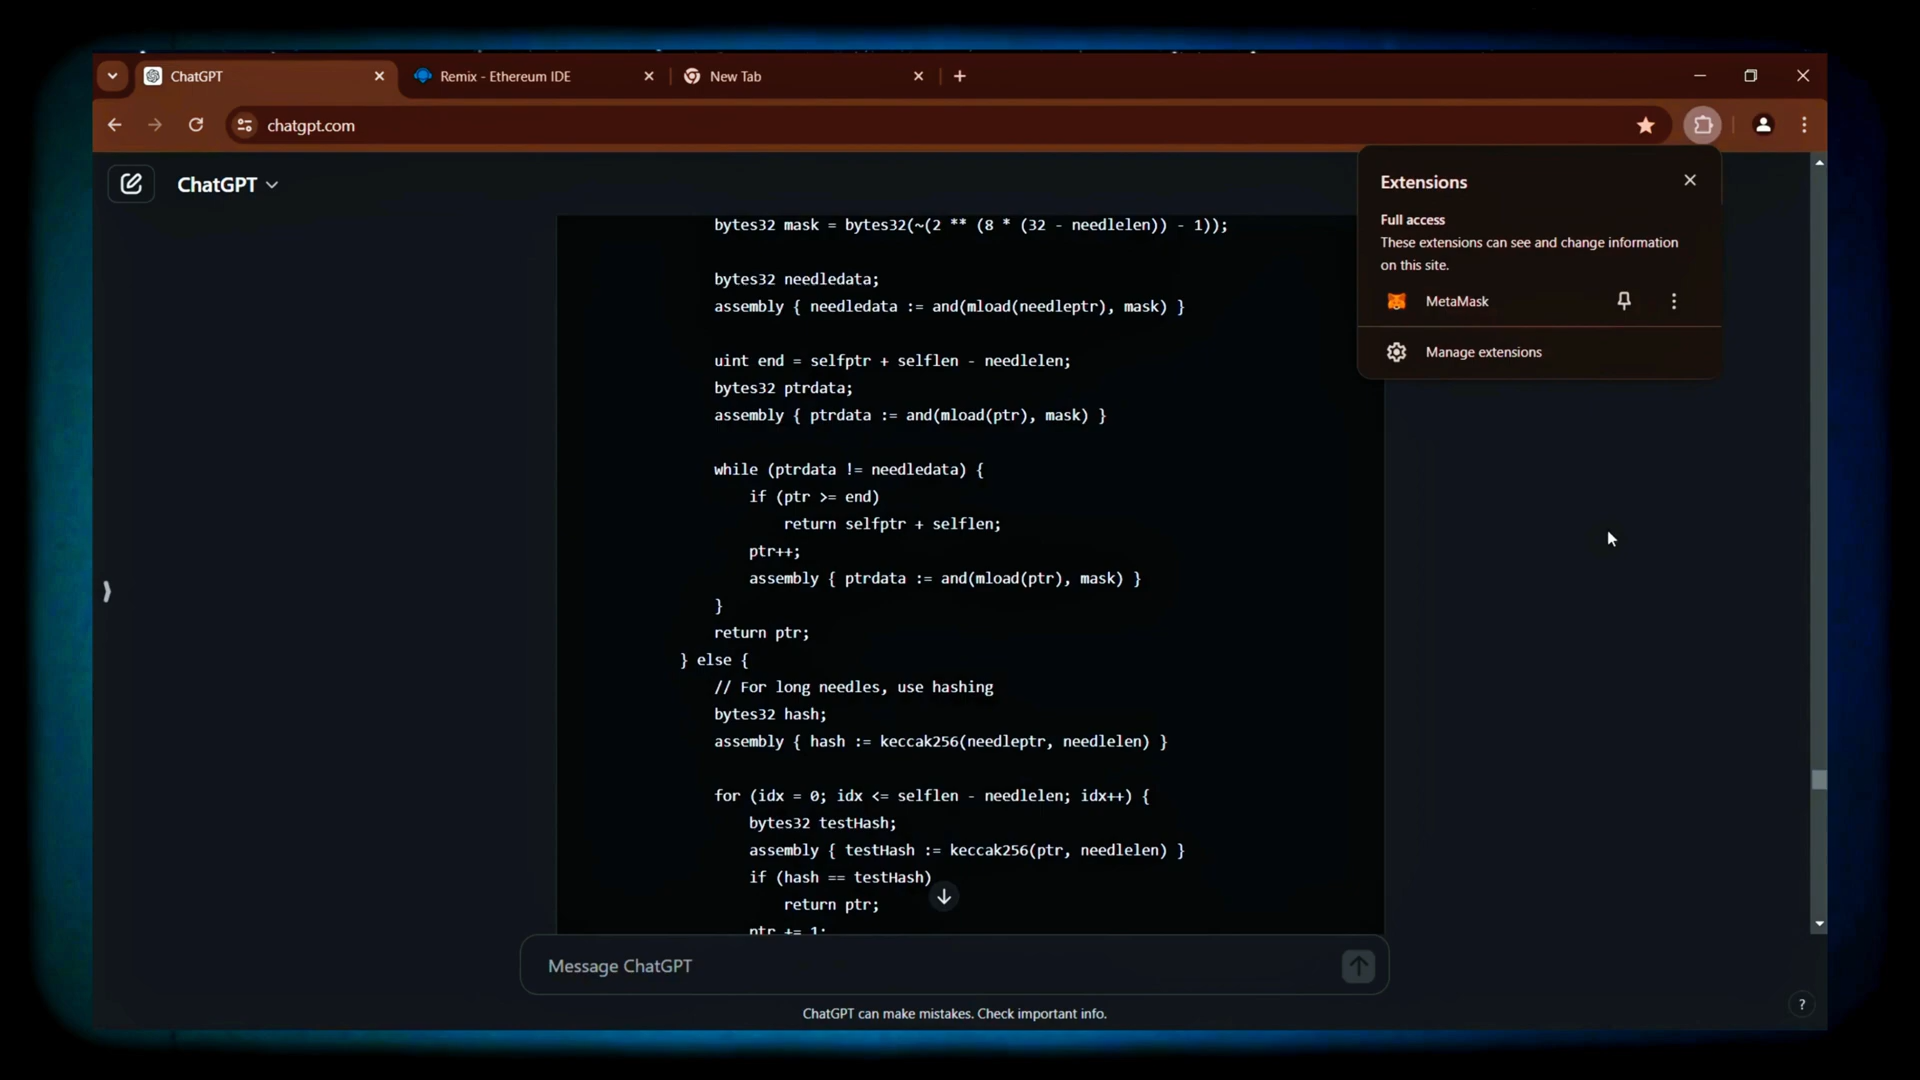 ChatGPT
Remix - Ethereum IDE
New Tab
chatgpt.com
ChatGPT
Extensions
Full access
These extensions can see and change information
on this site.
MetaMask
Manage extensions
bytes32 mask = bytes32(~(2 ** (8 * (32 - needlelen)) - 1));
bytes32 needledata;
assembly { needledata := and(mload(needleptr), mask) }
uint end = selfptr + selflen - needlelen;
bytes32 ptrdata;
assembly { ptrdata := and(mload(ptr), mask) }
while (ptrdata != needledata) {
if (ptr >= end)
return selfptr + selflen;
ptr++;
assembly { ptrdata := and(mload(ptr), mask) }
}
return ptr;
} else {
// For long needles, use hashing
bytes32 hash;
assembly { hash := keccak256(needleptr, needlelen) }
for (idx = 0; idx <= selflen - needlelen; idx++) {
bytes32 testHash;
assembly { testHash := keccak256(ptr, needlelen) }
if (hash == testHash)
return ptr;
ptr += 1;
Message ChatGPT
ChatGPT can make mistakes. Check important info.
?